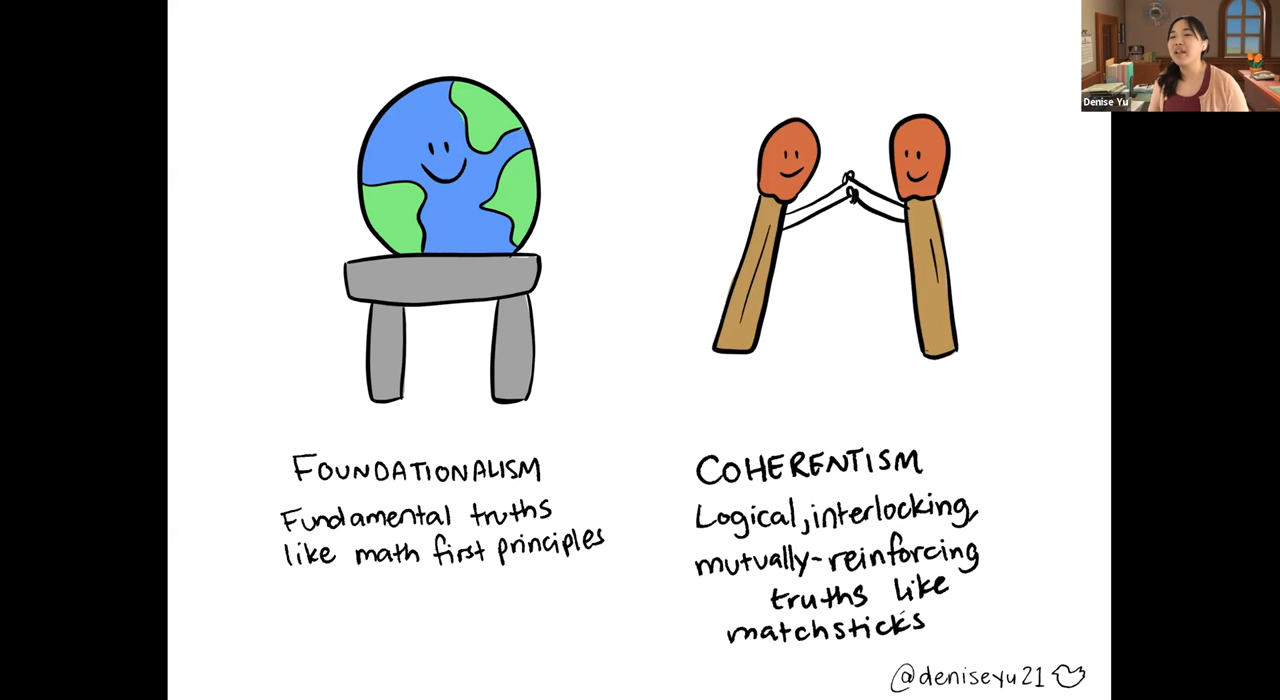 Denise Yu
FOUNDATIONALISM
Fundamental truths
like math first principles
COHERENTISM
Logical, interlocking,
mutually-reinforcing
truths like
matchsticks
@deniseyu21